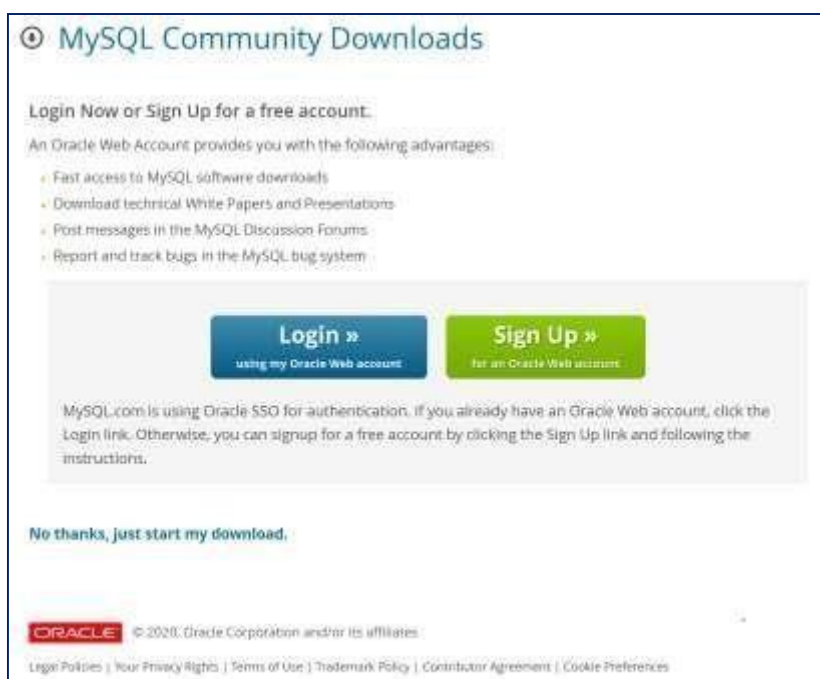 MySQL Community Downloads
Login Now or Sign Up for a free account.
An Oracle Web Account provides you with the following advantages:
Fast access to MySQL software downloads
Download technical White Papers and Presentations
Post messages in the MySQL Discussion Forums
Report and track bugs in the MySQL bug system
Login »
using my Oracle Web account
Sign Up »
for an Oracle Web account
MySQL.com is using Oracle SSO for authentication. If you already have an Oracle Web account, click the
Login link. Otherwise, you can signup for a free account by clicking the Sign Up link and following the
instructions.
No thanks, just start my download.
ORACLE © 2020, Oracle Corporation and/or its affiliates
Legal Policies | Your Privacy Rights | Terms of Use | Trademark Policy | Contributor Agreement | Cookie Preferences